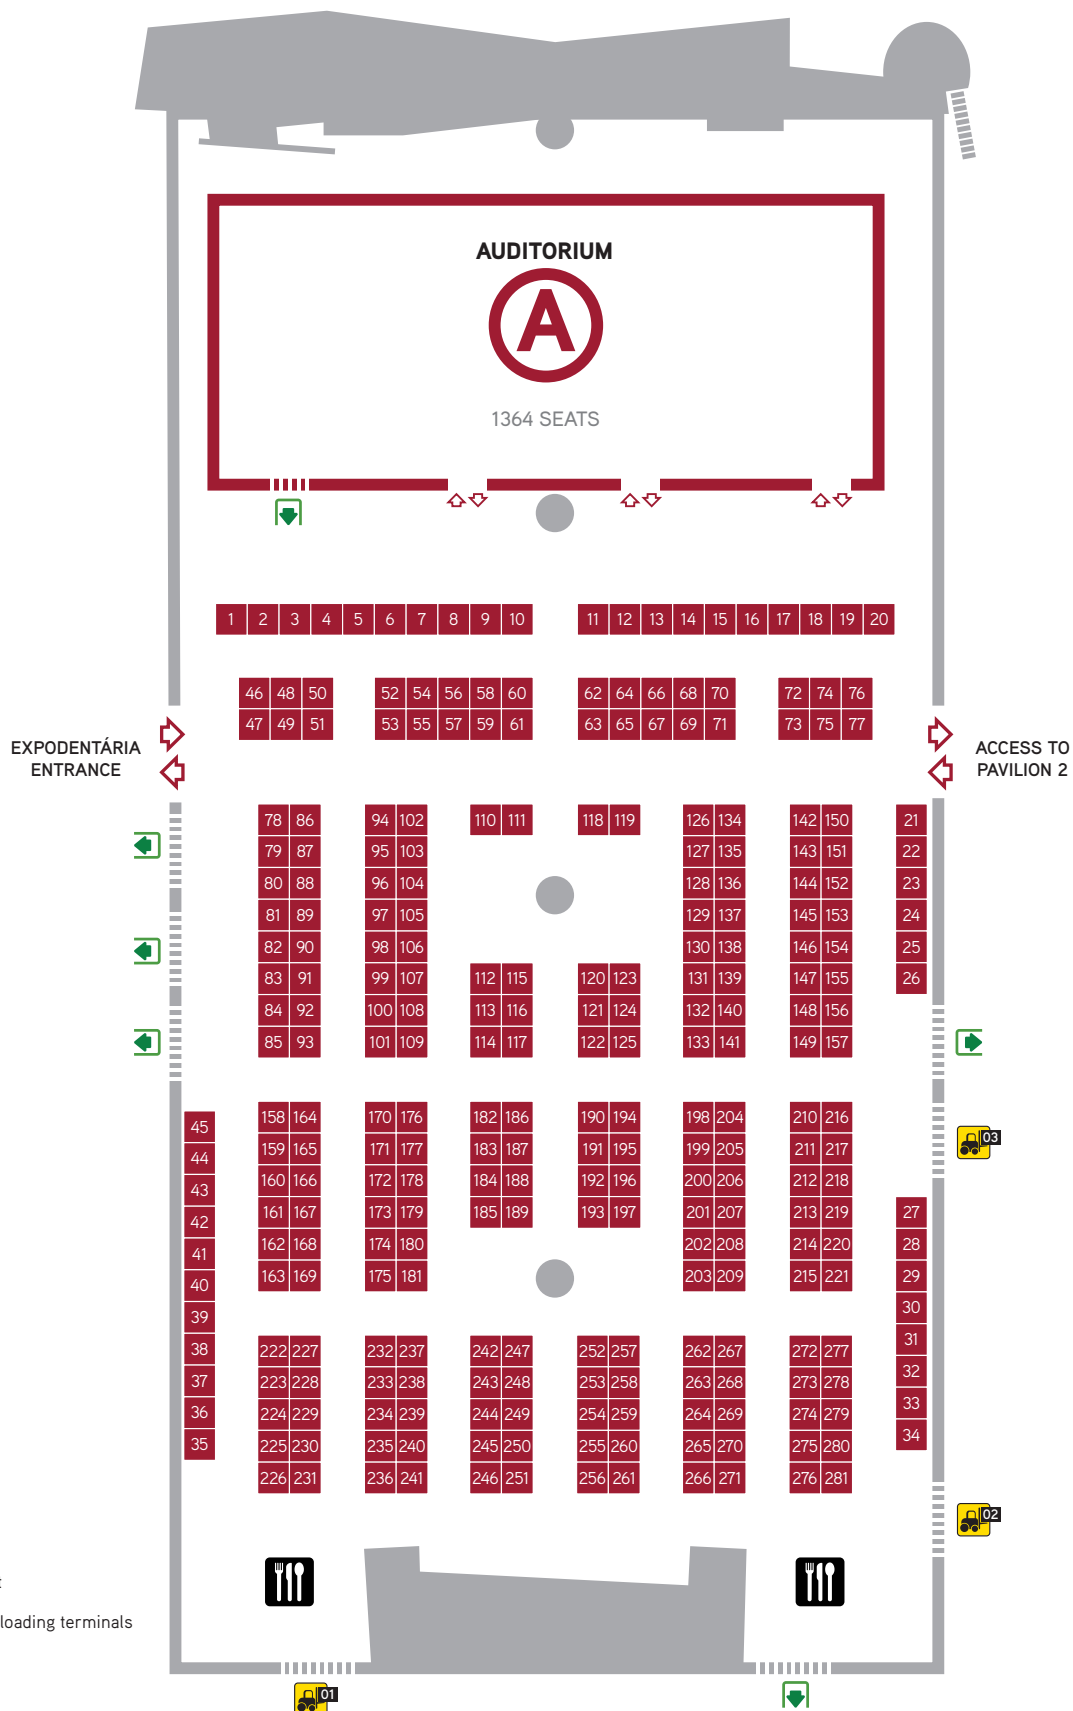 AUDITORIUM
A
1364 SEATS
1 2 3 4 5 6 7 8 9 10 11 12 13 14 15 16 17 18 19 20
46 48 50 52 54 56 58 60 62 64 66 68 70 72 74 76
47 49 51 53 55 57 59 61 63 65 67 69 71 73 75 77
EXPODENTÁRIA
ENTRANCE
ACCESS TO
PAVILION 2
78 86 94 102 110 111 118 119 126 134 142 150 21
79 87 95 103 127 135 143 151 22
80 88 96 104 128 136 144 152 23
81 89 97 105 129 137 145 153 24
82 90 98 106 130 138 146 154 25
83 91 99 107 112 115 120 123 131 139 147 155 26
84 92 100 108 113 116 121 124 132 140 148 156
85 93 101 109 114 117 122 125 133 141 149 157
45 158 164 170 176 182 186 190 194 198 204 210 216
44 159 165 171 177 183 187 191 195 199 205 211 217 03
43 160 166 172 178 184 188 192 196 200 206 212 218
42 161 167 173 179 185 189 193 197 201 207 213 219 27
41 162 168 174 180 202 208 214 220 28
40 163 169 175 181 203 209 215 221 29
39 30
38 222 227 232 237 242 247 252 257 262 267 272 277 31
37 223 228 233 238 243 248 253 258 263 268 273 278 32
36 224 229 234 239 244 249 254 259 264 269 274 279 33
35 225 230 235 240 245 250 255 260 265 270 275 280 34
226 231 236 241 246 251 256 261 266 271 276 281
02
loading terminals
01